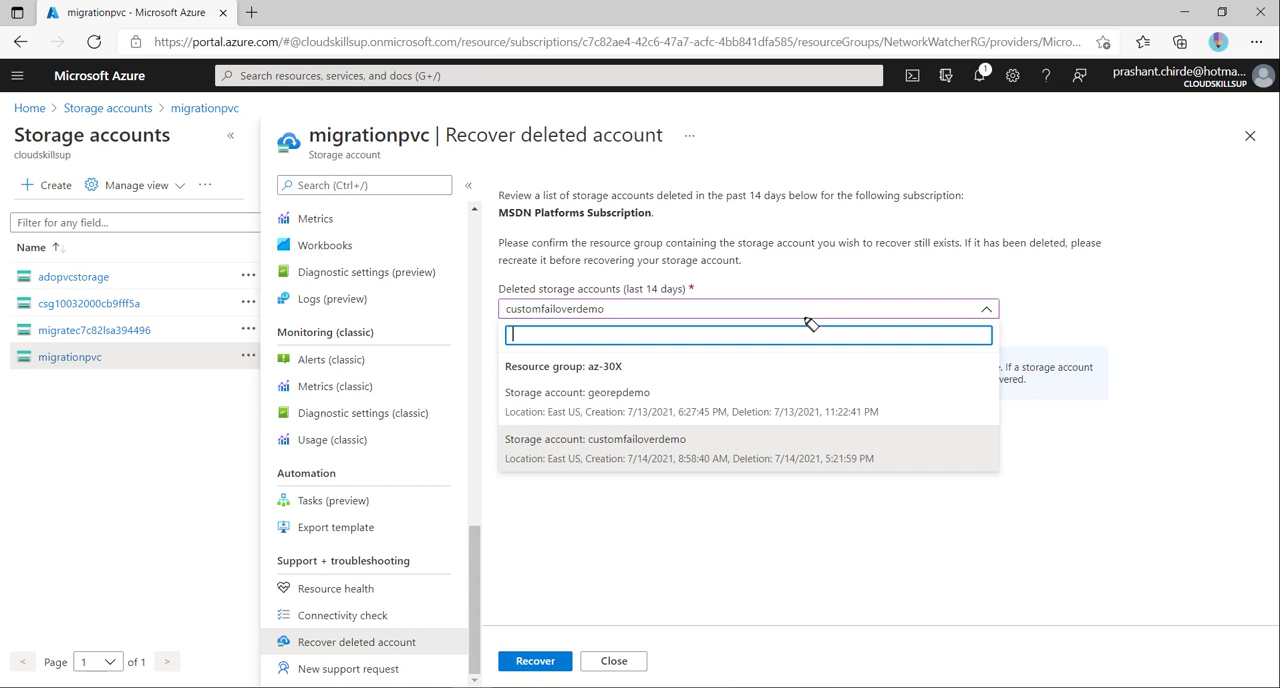 migrationpvc - Microsoft Azure
https://portal.azure.com/#@cloudskillsup.onmicrosoft.com/resource/subscriptions/c7c82ae4-42c6-47a7-acfc-4bb841dfa585/resourceGroups/NetworkWatcherRG/providers/Micro...
Microsoft Azure
Search resources, services, and docs (G+/)
1
prashant.chirde@hotma...
CLOUDSKILLSUP
Home > Storage accounts > migrationpvc
Storage accounts
cloudskillsup
+ Create
Manage view
...
Filter for any field...
Name ↑↓
adopvcstorage ...
csg10032000cb9fff5a ...
migratec7c82lsa394496 ...
migrationpvc ...
< Page 1 of 1 >
migrationpvc | Recover deleted account ...
Storage account
Search (Ctrl+/)
Metrics
Workbooks
Diagnostic settings (preview)
Logs (preview)
Monitoring (classic)
Alerts (classic)
Metrics (classic)
Diagnostic settings (classic)
Usage (classic)
Automation
Tasks (preview)
Export template
Support + troubleshooting
Resource health
Connectivity check
Recover deleted account
New support request
Review a list of storage accounts deleted in the past 14 days below for the following subscription:
MSDN Platforms Subscription.
Please confirm the resource group containing the storage account you wish to recover still exists. If it has been deleted, please
recreate it before recovering your storage account.
Deleted storage accounts (last 14 days) *
customfailoverdemo
Resource group: az-30X
Storage account: georepdemo
Location: East US, Creation: 7/13/2021, 6:27:45 PM, Deletion: 7/13/2021, 11:22:41 PM
Storage account: customfailoverdemo
Location: East US, Creation: 7/14/2021, 8:58:40 AM, Deletion: 7/14/2021, 5:21:59 PM
. If a storage account
vered.
Recover
Close